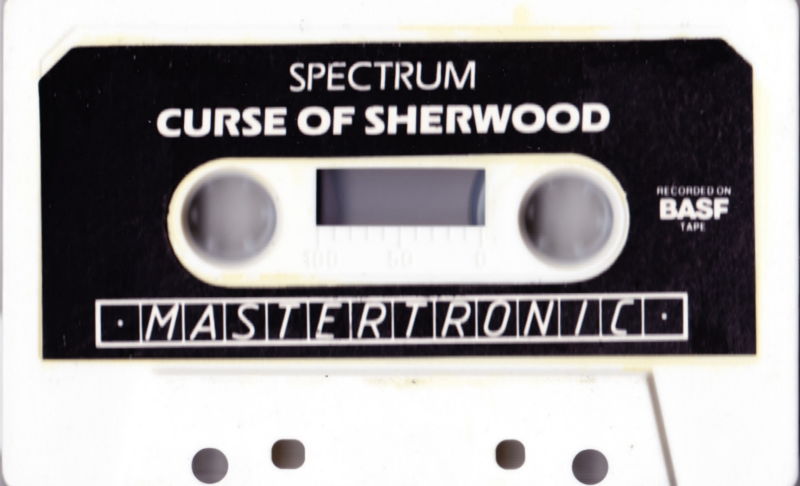 SPECTRUM
CURSE OF SHERWOOD
RECORDED ON
BASF
TAPE
100 50 0
· MASTERTRONIC ·